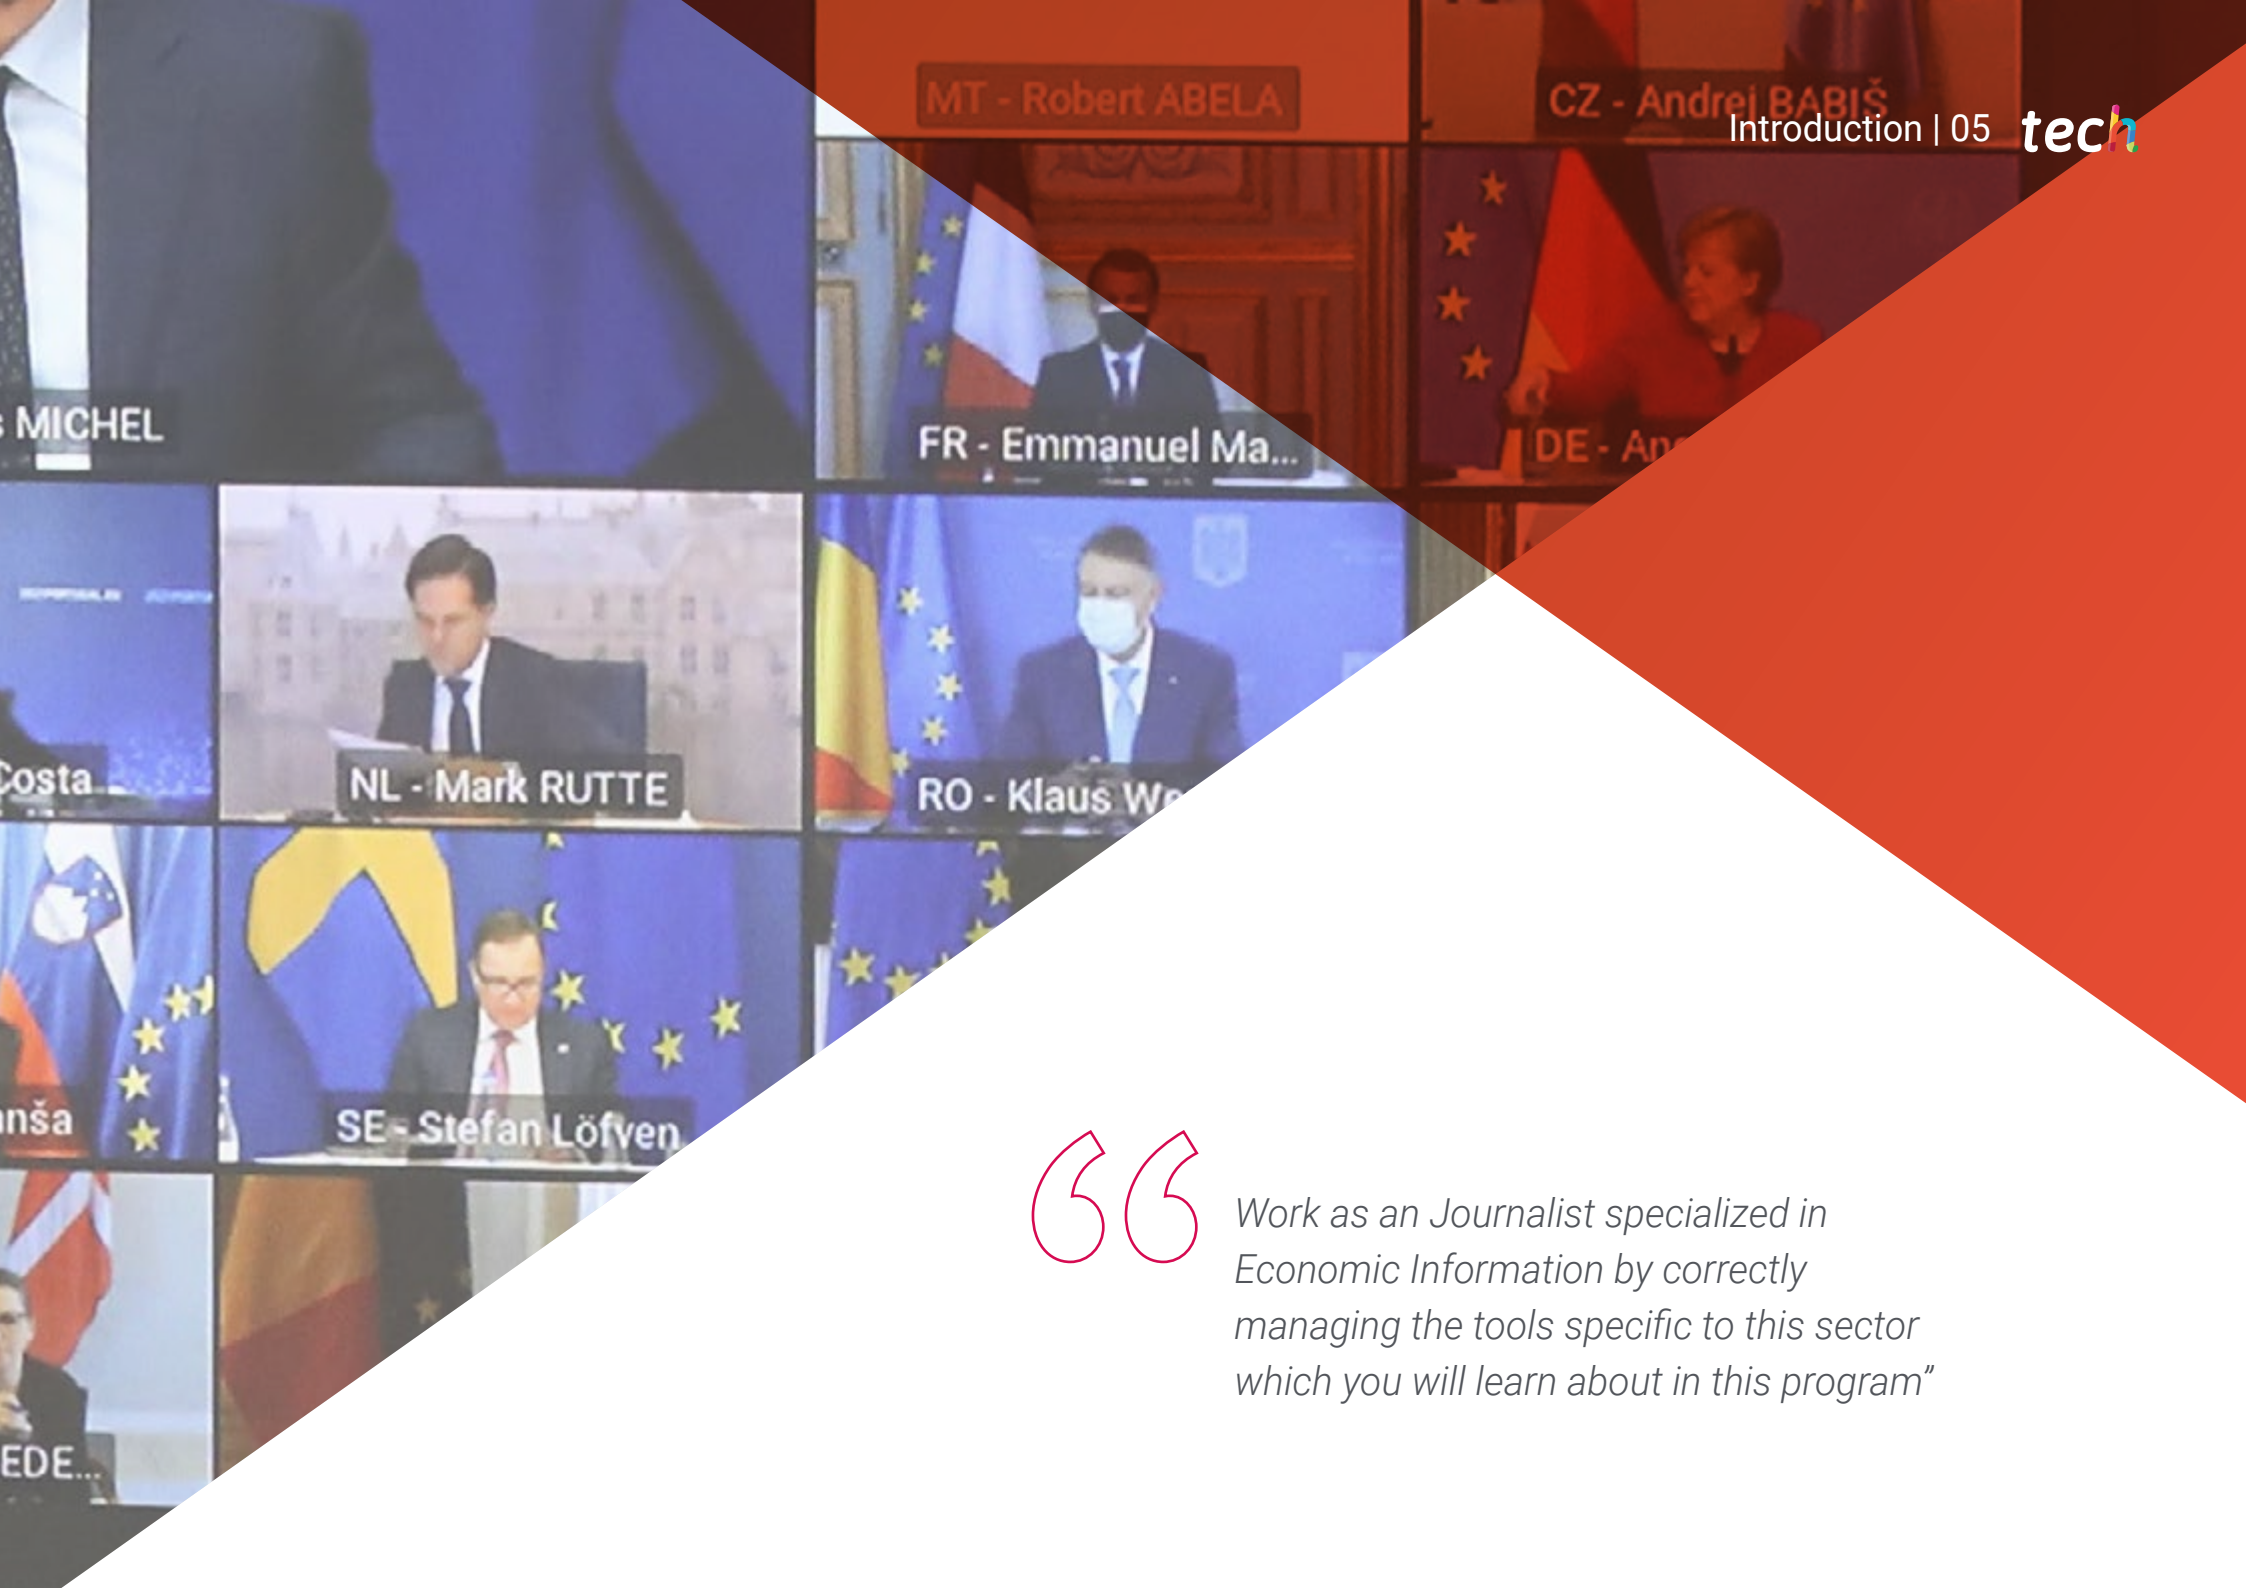 MT - Robert ABELA
CZ - Andrej BABIŠ
Introduction | 05 tech
MICHEL
FR - Emmanuel Ma...
DE - An
Costa
NL - Mark RUTTE
RO - Klaus We
nša
SE - Stefan Löfven
EDE...
“Work as an Journalist specialized in
Economic Information by correctly
managing the tools specific to this sector
which you will learn about in this program”